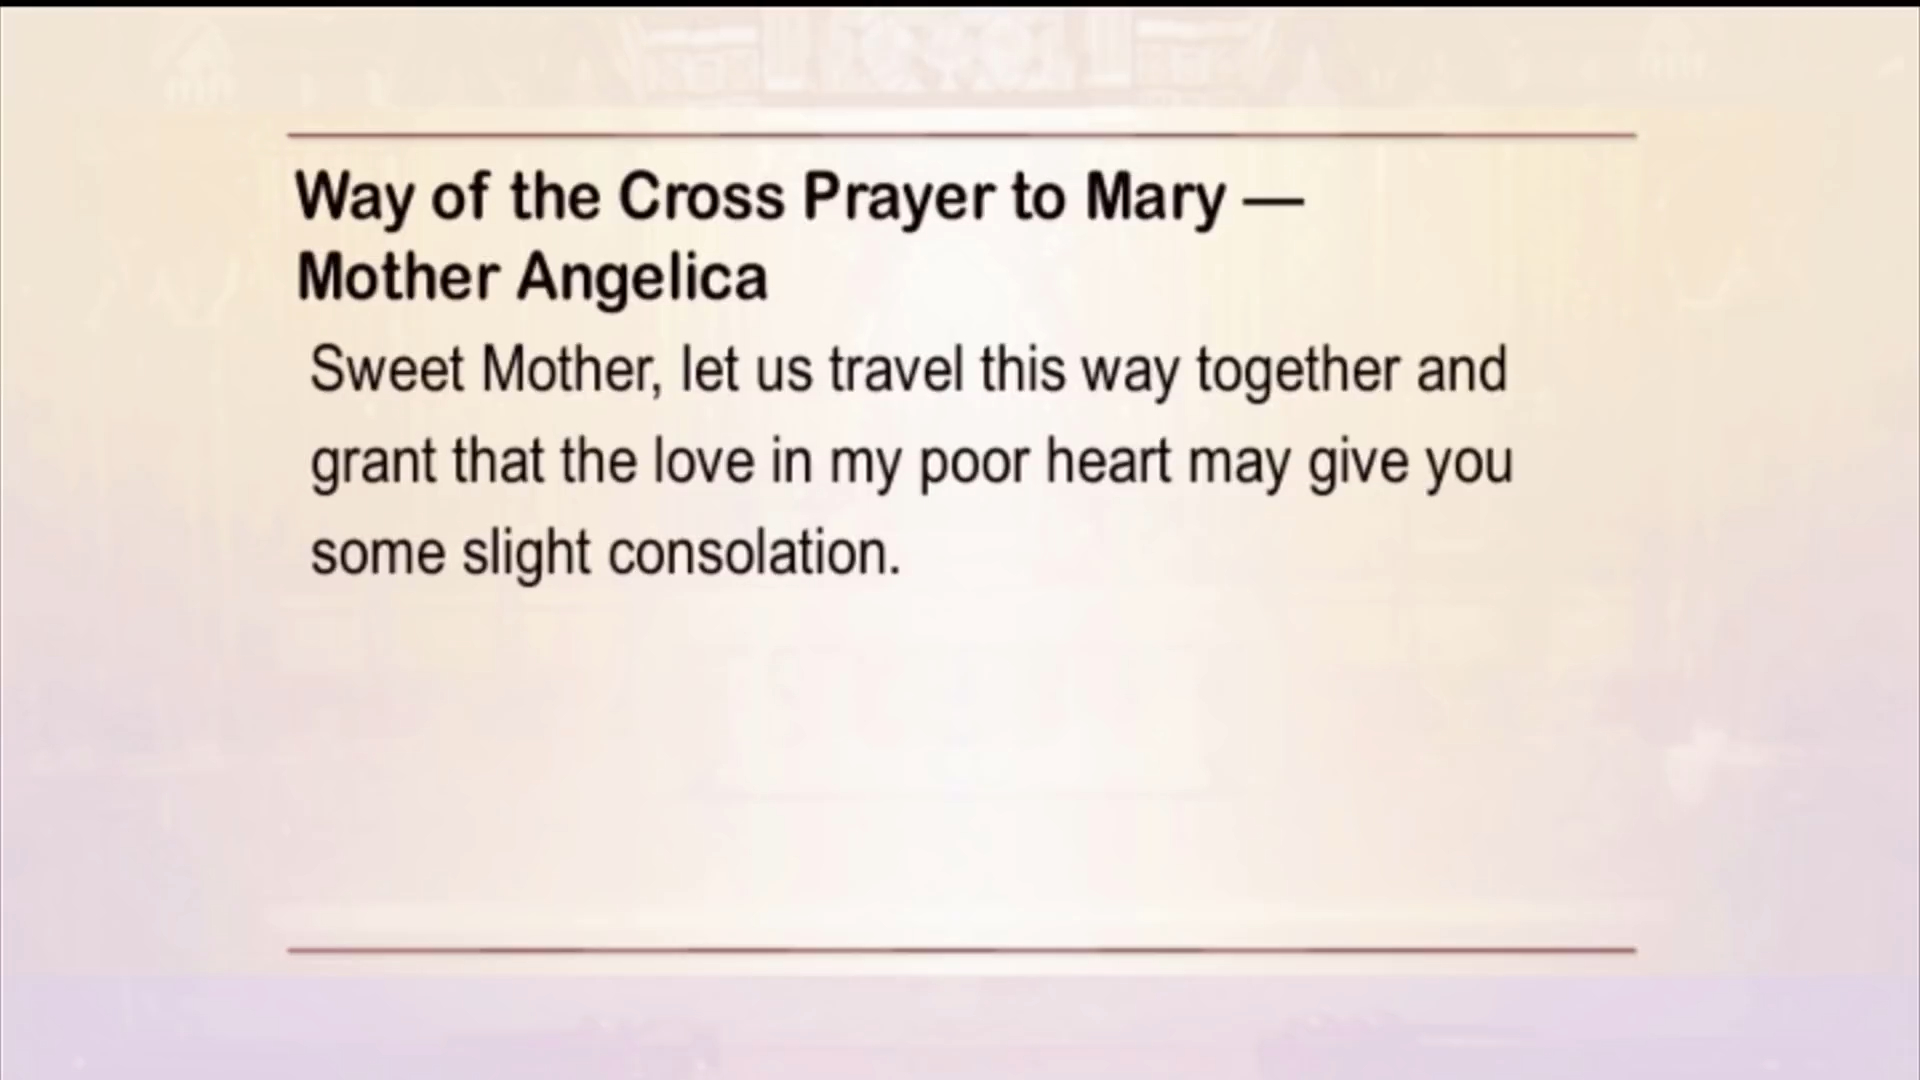 Way of the Cross Prayer to Mary —
Mother Angelica
Sweet Mother, let us travel this way together and
grant that the love in my poor heart may give you
some slight consolation.